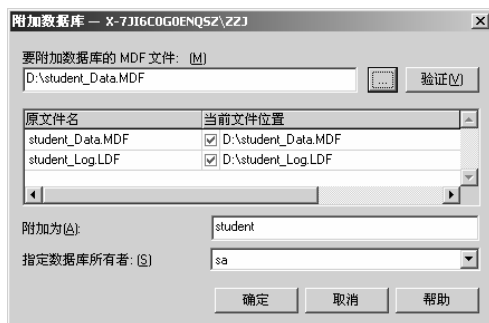 附加数据库 — X-7JI6C0G0ENQSZ\ZZJ
要附加数据库的 MDF 文件: (M)
D:\student_Data.MDF ... 验证(V)
原文件名 当前文件位置
student_Data.MDF D:\student_Data.MDF
student_Log.LDF D:\student_Log.LDF
附加为(A): student
指定数据库所有者: (S) sa
确定 取消 帮助